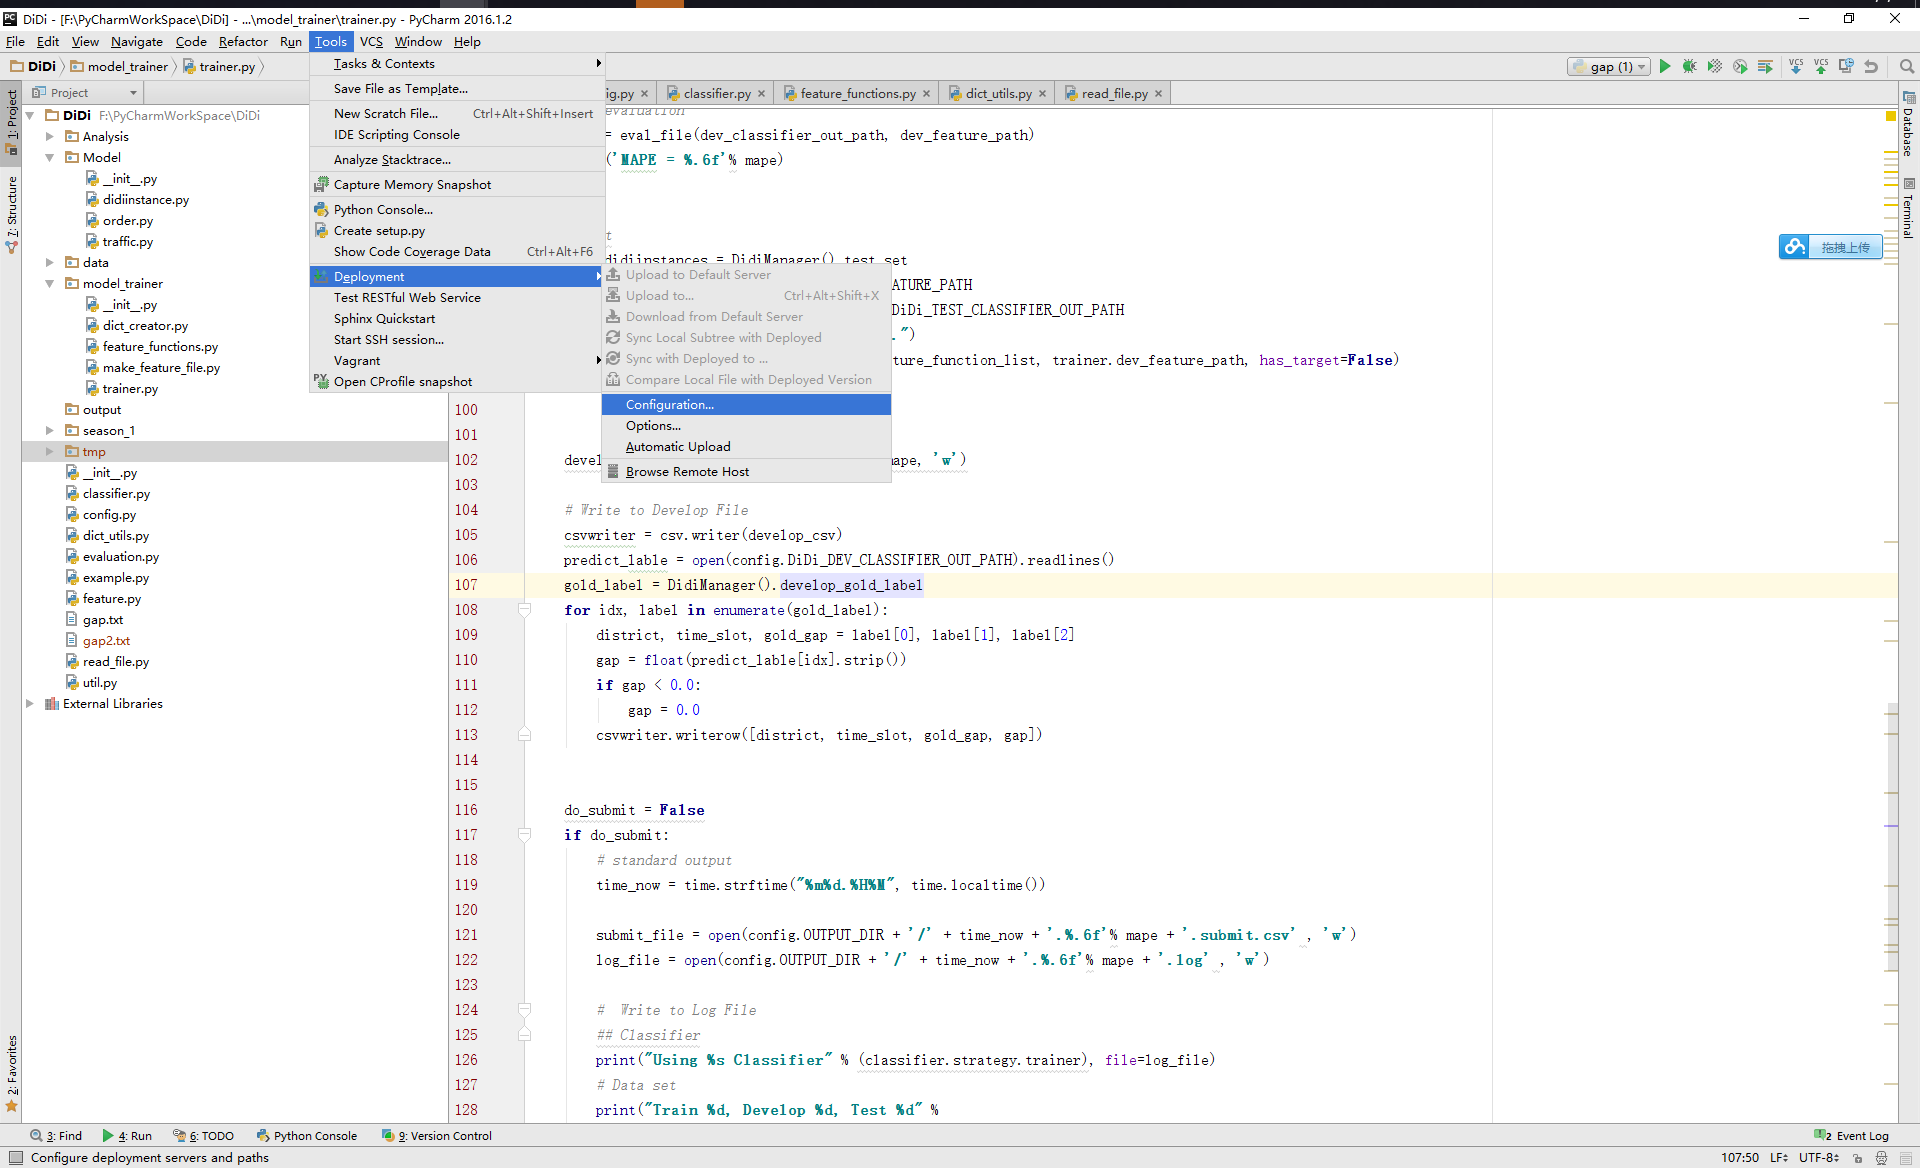 DiDi - [F:\PyCharmWorkSpace\DiDi] - ...\model_trainer\trainer.py - PyCharm 2016.1.2
File Edit View Navigate Code Refactor Run Tools VCS Window Help
DiDi model_trainer trainer.py
gap (1)
VCS VCS
Project
ig.py classifier.py feature_functions.py dict_utils.py read_file.py
1: Project
7: Structure
2: Favorites
Database
Terminal
DiDi F:\PyCharmWorkSpace\DiDi
Analysis
Model
__init__.py
didiinstance.py
order.py
traffic.py
data
model_trainer
__init__.py
dict_creator.py
feature_functions.py
make_feature_file.py
trainer.py
output
season_1
tmp
__init__.py
classifier.py
config.py
dict_utils.py
evaluation.py
example.py
feature.py
gap.txt
gap2.txt
read_file.py
util.py
External Libraries
Tasks & Contexts
Save File as Template...
New Scratch File... Ctrl+Alt+Shift+Insert
IDE Scripting Console
Analyze Stacktrace...
Capture Memory Snapshot
Python Console...
Create setup.py
Show Code Coverage Data Ctrl+Alt+F6
Deployment
Test RESTful Web Service
Sphinx Quickstart
Start SSH session...
Vagrant
Open CProfile snapshot
Upload to Default Server
Upload to... Ctrl+Alt+Shift+X
Download from Default Server
Sync Local Subtree with Deployed
Sync with Deployed to ...
Compare Local File with Deployed Version
Configuration...
Options...
Automatic Upload
Browse Remote Host
evaluation
= eval_file(dev_classifier_out_path, dev_feature_path)
('MAPE = %.6f'% mape)
t
didiinstances = DidiManager().test_set
ATURE_PATH
DiDi_TEST_CLASSIFIER_OUT_PATH
.")
ture_function_list, trainer.dev_feature_path, has_target=False)
拖拽上传
100
101
102 devel ape, 'w')
103
104 # Write to Develop File
105 csvwriter = csv.writer(develop_csv)
106 predict_lable = open(config.DiDi_DEV_CLASSIFIER_OUT_PATH).readlines()
107 gold_label = DidiManager().develop_gold_label
108 for idx, label in enumerate(gold_label):
109 district, time_slot, gold_gap = label[0], label[1], label[2]
110 gap = float(predict_lable[idx].strip())
111 if gap < 0.0:
112 gap = 0.0
113 csvwriter.writerow([district, time_slot, gold_gap, gap])
114
115
116 do_submit = False
117 if do_submit:
118 # standard output
119 time_now = time.strftime("%m%d.%H%M", time.localtime())
120
121 submit_file = open(config.OUTPUT_DIR + '/' + time_now + '.%.6f'% mape + '.submit.csv' , 'w')
122 log_file = open(config.OUTPUT_DIR + '/' + time_now + '.%.6f'% mape + '.log' , 'w')
123
124 # Write to Log File
125 ## Classifier
126 print("Using %s Classifier" % (classifier.strategy.trainer), file=log_file)
127 # Data set
128 print("Train %d, Develop %d, Test %d" %
3: Find 4: Run 6: TODO Python Console 9: Version Control 2 Event Log
Configure deployment servers and paths 107:50 LF UTF-8